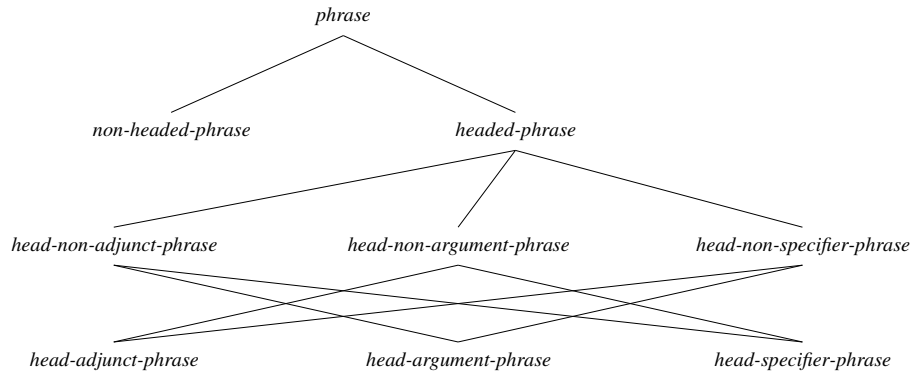 phrase
non-headed-phrase headed-phrase
head-non-adjunct-phrase head-non-argument-phrase head-non-specifier-phrase
head-adjunct-phrase head-argument-phrase head-specifier-phrase